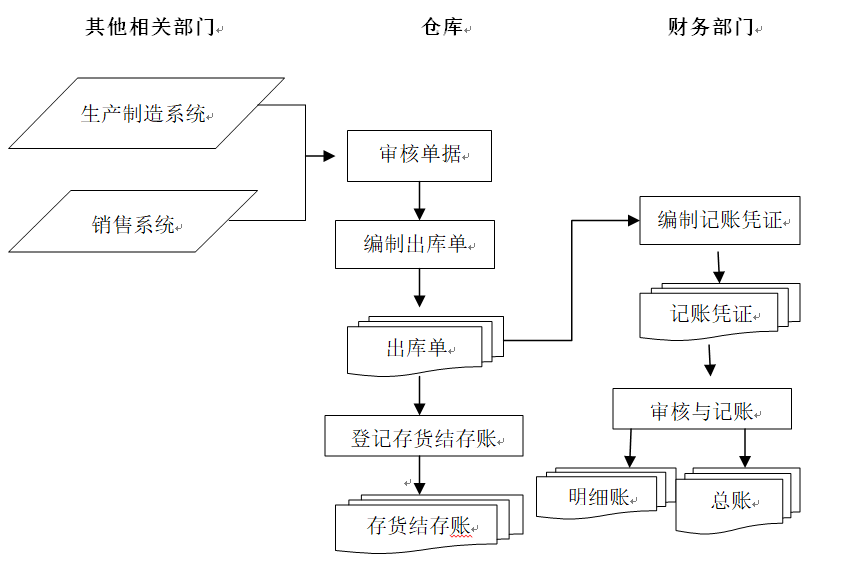 其他相关部门
仓库
财务部门
生产制造系统
审核单据
销售系统
编制出库单
编制记账凭证
出库单
记账凭证
登记存货结存账
审核与记账
存货结存账
明细账
总账